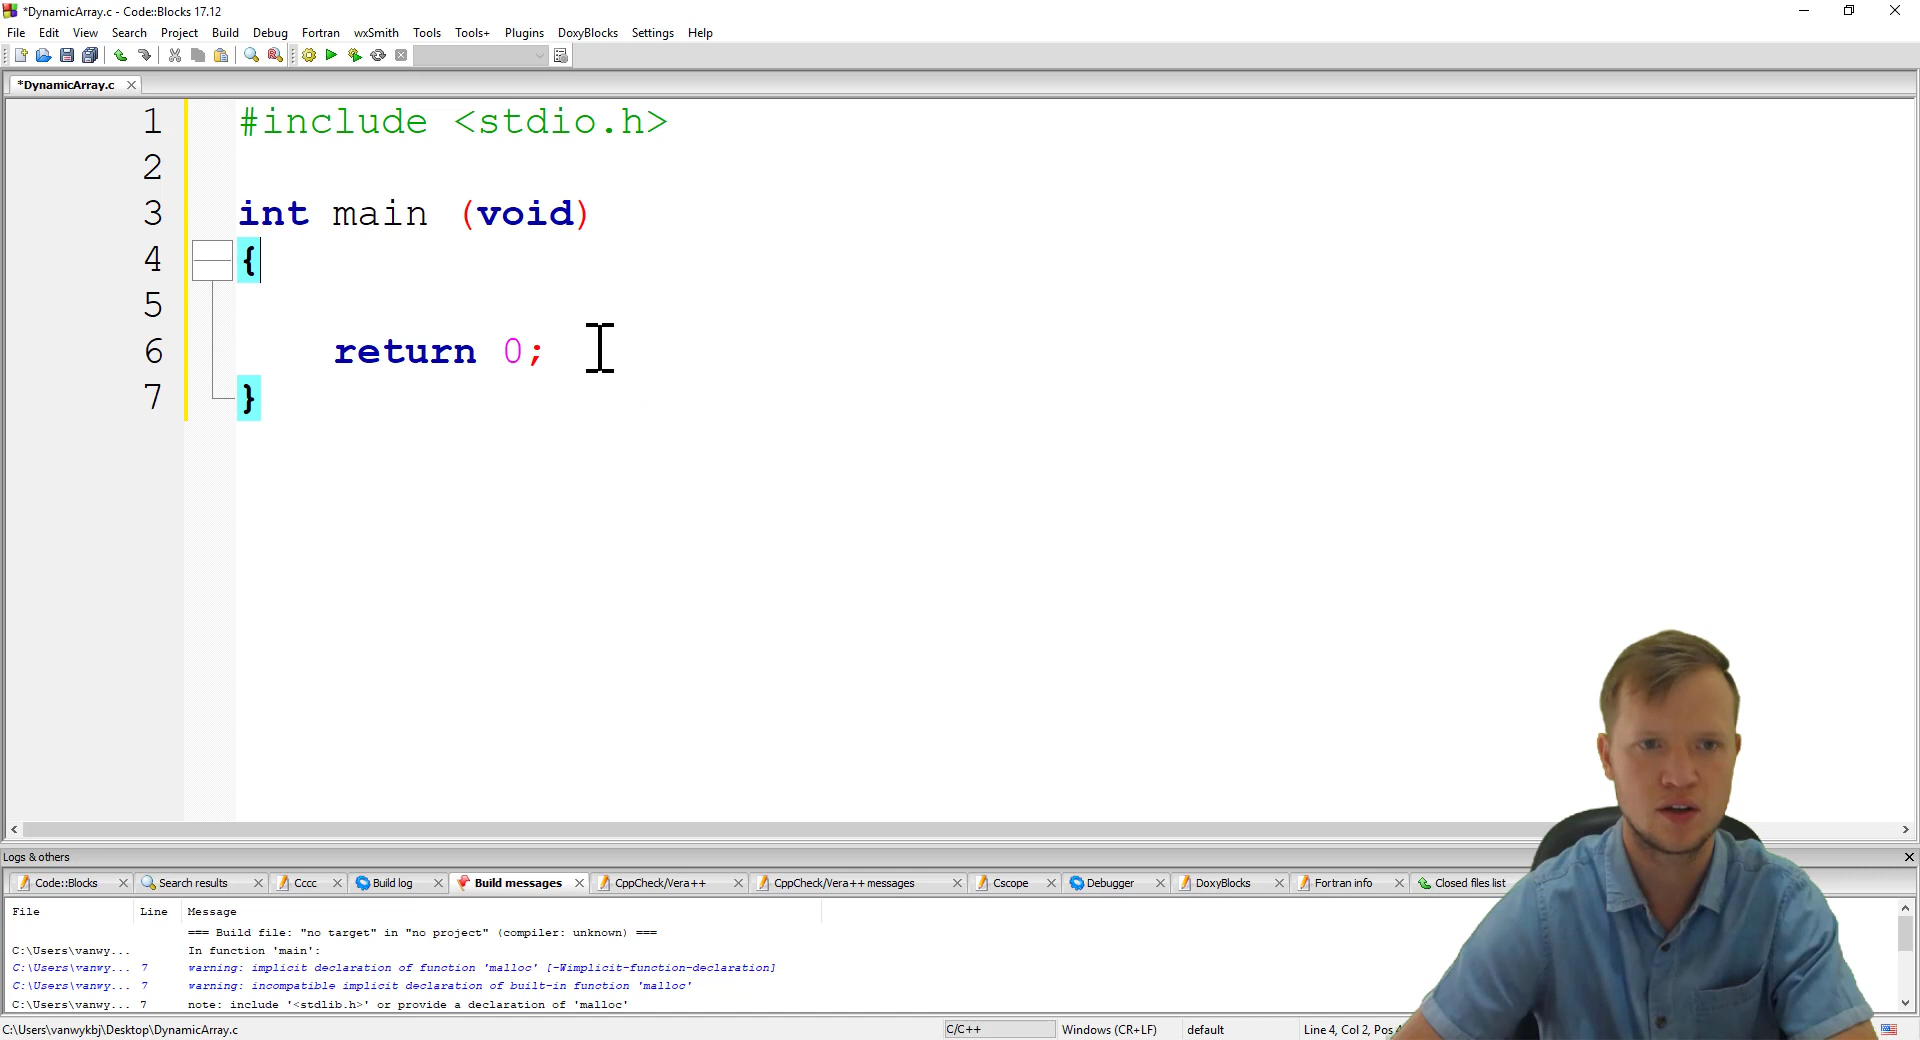 *DynamicArray.c - Code::Blocks 17.12
File Edit View Search Project Build Debug Fortran wxSmith Tools Tools+ Plugins DoxyBlocks Settings Help
*DynamicArray.c
1 #include <stdio.h>
2
3 int main (void)
4 {
5
6 return 0;
7 }
Logs & others
Code::Blocks Search results Cccc Build log Build messages CppCheck/Vera++ CppCheck/Vera++ messages Cscope Debugger DoxyBlocks Fortran info Closed files list
File Line Message
=== Build file: "no target" in "no project" (compiler: unknown) ===
C:\Users\vanwy... In function 'main':
C:\Users\vanwy... 7 warning: implicit declaration of function 'malloc' [-Wimplicit-function-declaration]
C:\Users\vanwy... 7 warning: incompatible implicit declaration of built-in function 'malloc'
C:\Users\vanwy... 7 note: include '<stdlib.h>' or provide a declaration of 'malloc'
C:\Users\vanwykbj\Desktop\DynamicArray.c C/C++ Windows (CR+LF) default Line 4, Col 2, Pos